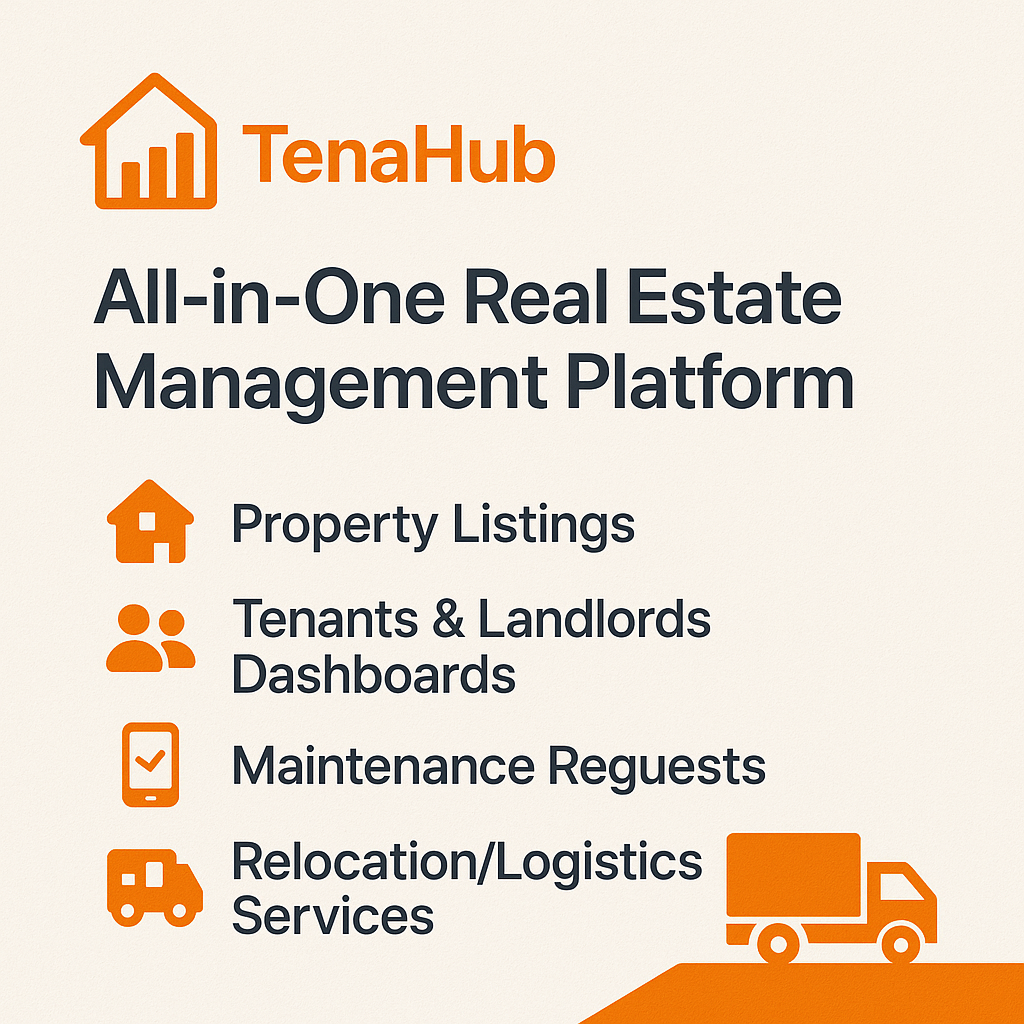 TenaHub
All-in-One Real Estate
Management Platform
Property Listings
Tenants & Landlords
Dashboards
Maintenance Reguests
Relocation/Logistics
Services